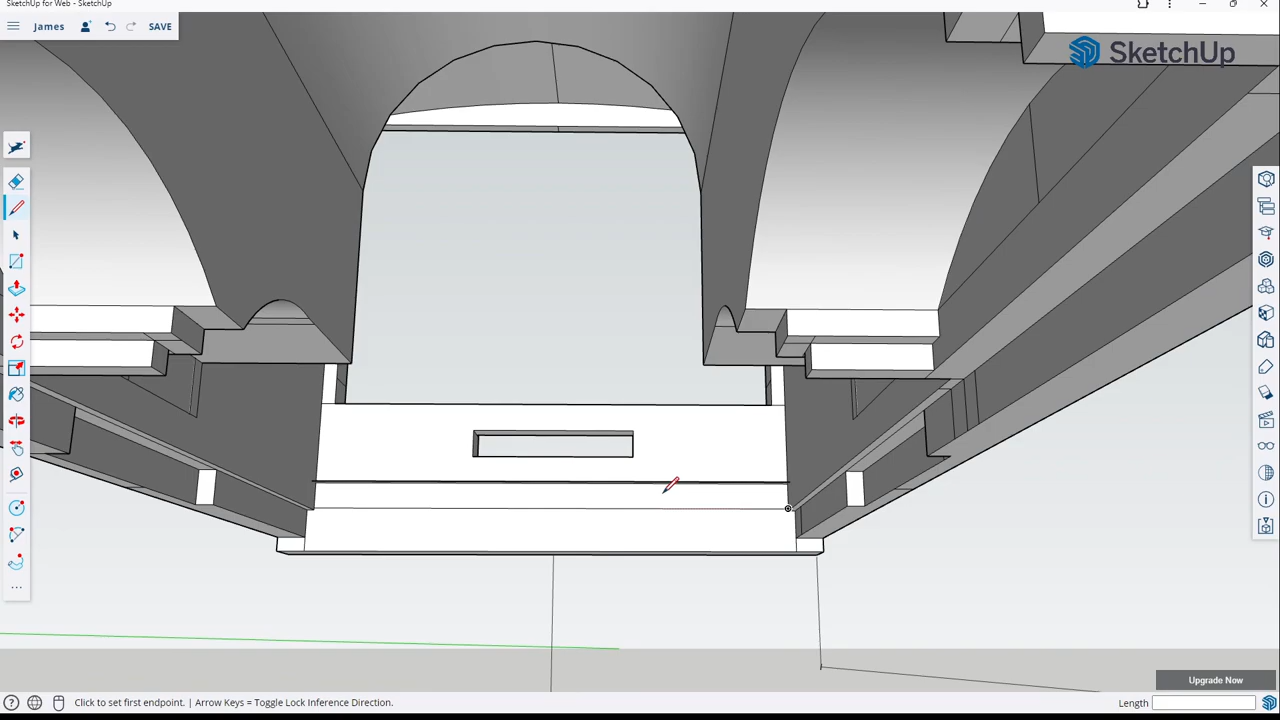 SketchUp for Web - SketchUp
James
SAVE
SketchUp
Upgrade Now
Click to set first endpoint. | Arrow Keys = Toggle Lock Inference Direction.
Length